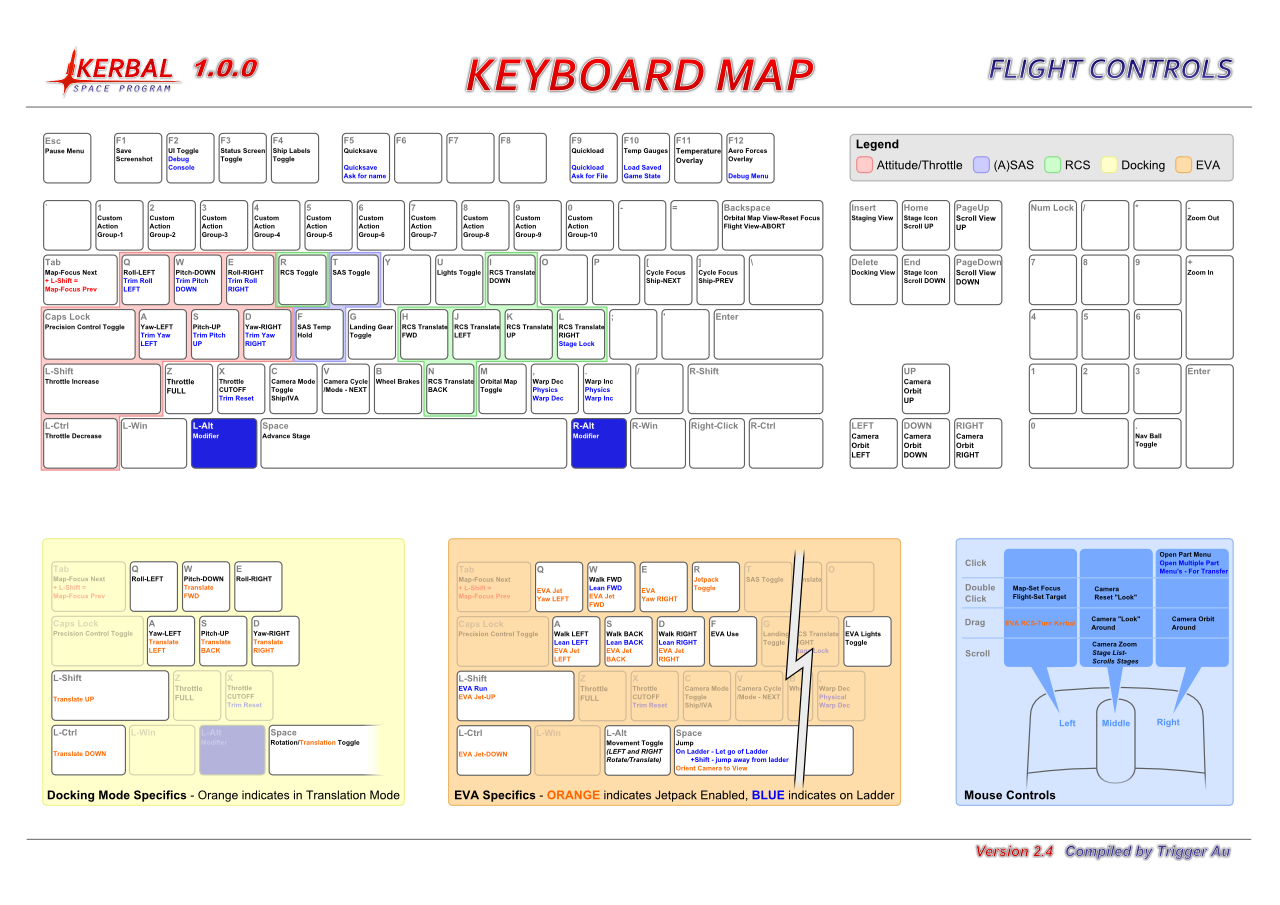 KERBAL
SPACE PROGRAM
1.0.0
KEYBOARD MAP
FLIGHT CONTROLS
Esc
Pause Menu
F1
Save
Screenshot
F2
UI Toggle
Debug
Console
F3
Status Screen
Toggle
F4
Ship Labels
Toggle
F5
Quicksave
Quicksave
Ask for name
F6
F7
F8
F9
Quickload
Quickload
Ask for File
F10
Temp Gauges
Load Saved
Game State
F11
Temperature
Overlay
F12
Aero Forces
Overlay
Debug Menu
Legend
Attitude/Throttle
(A)SAS
RCS
Docking
EVA
`
1
Custom
Action
Group-1
2
Custom
Action
Group-2
3
Custom
Action
Group-3
4
Custom
Action
Group-4
5
Custom
Action
Group-5
6
Custom
Action
Group-6
7
Custom
Action
Group-7
8
Custom
Action
Group-8
9
Custom
Action
Group-9
0
Custom
Action
Group-10
-
=
Backspace
Orbital Map View-Reset Focus
Flight View-ABORT
Insert
Staging View
Home
Stage Icon
Scroll UP
PageUp
Scroll View
UP
Num Lock
/
*
-
Zoom Out
Tab
Map-Focus Next
+ L-Shift =
Map-Focus Prev
Q
Roll-LEFT
Trim Roll
LEFT
W
Pitch-DOWN
Trim Pitch
DOWN
E
Roll-RIGHT
Trim Roll
RIGHT
R
RCS Toggle
T
SAS Toggle
Y
U
Lights Toggle
I
RCS Translate
DOWN
O
P
[
Cycle Focus
Ship-NEXT
]
Cycle Focus
Ship-PREV
\
Delete
Docking View
End
Stage Icon
Scroll DOWN
PageDown
Scroll View
DOWN
7
8
9
+
Zoom In
Caps Lock
Precision Control Toggle
A
Yaw-LEFT
Trim Yaw
LEFT
S
Pitch-UP
Trim Pitch
UP
D
Yaw-RIGHT
Trim Yaw
RIGHT
F
SAS Temp
Hold
G
Landing Gear
Toggle
H
RCS Translate
FWD
J
RCS Translate
LEFT
K
RCS Translate
UP
L
RCS Translate
RIGHT
Stage Lock
;
'
Enter
4
5
6
L-Shift
Throttle Increase
Z
Throttle
FULL
X
Throttle
CUTOFF
Trim Reset
C
Camera Mode
Toggle
Ship/IVA
V
Camera Cycle
/Mode - NEXT
B
Wheel Brakes
N
RCS Translate
BACK
M
Orbital Map
Toggle
,
Warp Dec
Physics
Warp Dec
.
Warp Inc
Physics
Warp Inc
/
R-Shift
UP
Camera
Orbit
UP
1
2
3
Enter
L-Ctrl
Throttle Decrease
L-Win
L-Alt
Modifier
Space
Advance Stage
R-Alt
Modifier
R-Win
Right-Click
R-Ctrl
LEFT
Camera
Orbit
LEFT
DOWN
Camera
Orbit
DOWN
RIGHT
Camera
Orbit
RIGHT
0
.
Nav Ball
Toggle
Tab
Map-Focus Next
+ L-Shift =
Map-Focus Prev
Q
Roll-LEFT
W
Pitch-DOWN
Translate
FWD
E
Roll-RIGHT
Caps Lock
Precision Control Toggle
A
Yaw-LEFT
Translate
LEFT
S
Pitch-UP
Translate
BACK
D
Yaw-RIGHT
Translate
RIGHT
L-Shift
Translate UP
Z
Throttle
FULL
X
Throttle
CUTOFF
Trim Reset
L-Ctrl
Translate DOWN
L-Win
L-Alt
Modifier
Space
Rotation/Translation Toggle
Docking Mode Specifics - Orange indicates in Translation Mode
Tab
Map-Focus Next
+ L-Shift =
Map-Focus Prev
Q
EVA Jet
Yaw LEFT
W
Walk FWD
Lean FWD
EVA Jet
FWD
E
EVA
Yaw RIGHT
R
Jetpack
Toggle
T
SAS Toggle
nslate
O
Caps Lock
Precision Control Toggle
A
Walk LEFT
Lean LEFT
EVA Jet
LEFT
S
Walk BACK
Lean BACK
EVA Jet
BACK
D
Walk RIGHT
Lean RIGHT
EVA Jet
RIGHT
F
EVA Use
G
Landing
Toggle
CS Translate
IGHT
age Lock
L
EVA Lights
Toggle
L-Shift
EVA Run
EVA Jet-UP
Z
Throttle
FULL
X
Throttle
CUTOFF
Trim Reset
C
Camera Mode
Toggle
Ship/IVA
V
Camera Cycle
/Mode - NEXT
Whe
Warp Dec
Physical
Warp Dec
L-Ctrl
EVA Jet-DOWN
L-Win
L-Alt
Movement Toggle
(LEFT and RIGHT
Rotate/Translate)
Space
Jump
On Ladder - Let go of Ladder
+Shift - jump away from ladder
Orient Camera to View
EVA Specifics - ORANGE indicates Jetpack Enabled, BLUE indicates on Ladder
Click
Open Part Menu
Open Multiple Part
Menu's - For Transfer
Double
Click
Map-Set Focus
Flight-Set Target
Camera
Reset "Look"
Drag
EVA RCS-Turn Kerbal
Camera "Look"
Around
Camera Orbit
Around
Scroll
Camera Zoom
Stage List-
Scrolls Stages
Left
Middle
Right
Mouse Controls
Version 2.4 Compiled by Trigger Au